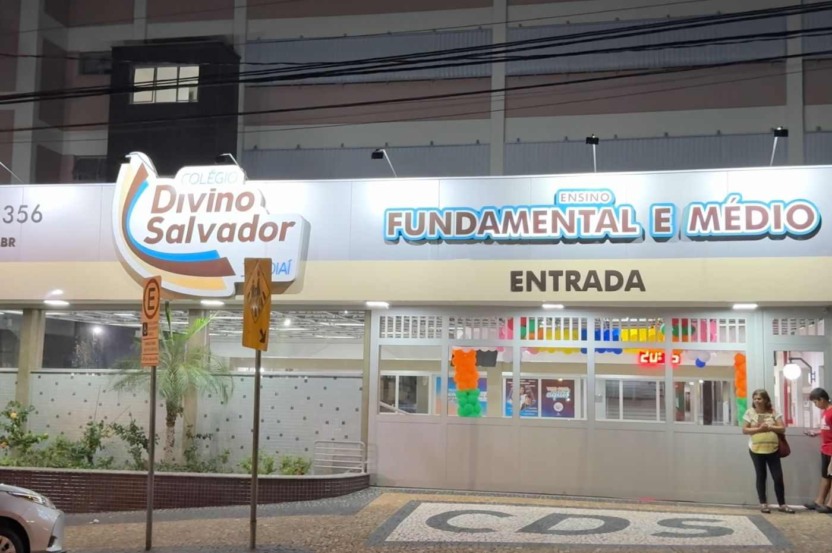 356
BR
COLÉGIO
Divino
Salvador
ENSINO
FUNDAMENTAL E MÉDIO
ENTRADA
E
CDS